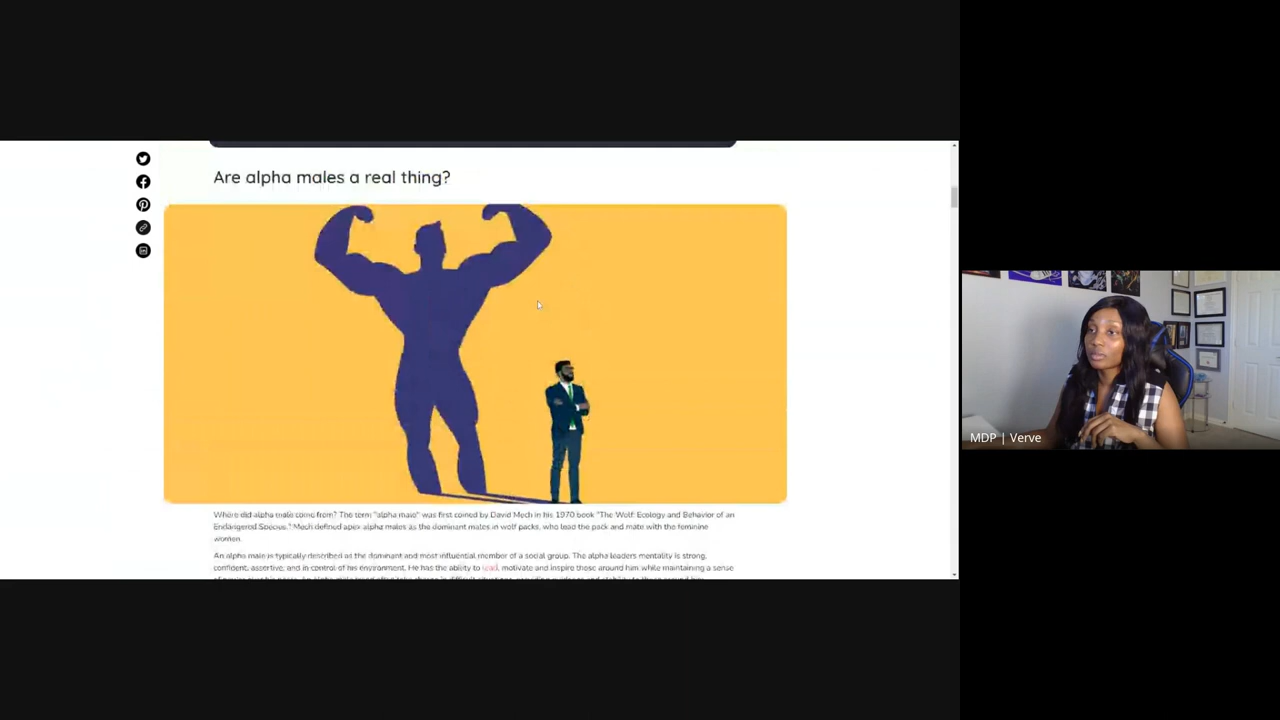 Are alpha males a real thing?
Where did alpha male come from? The term "alpha male" was first coined by David Mech in his 1970 book "The Wolf: Ecology and Behavior of an
Endangered Species." Mech defined apex alpha males as the dominant males in wolf packs, who lead the pack and mate with the feminine
women.
An alpha male is typically described as the dominant and most influential member of a social group. The alpha leaders mentality is strong,
confident, assertive, and in control of his environment. He has the ability to lead, motivate and inspire those around him while maintaining a sense
MDP | Verve